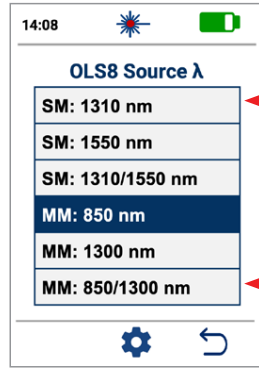 14:08
OLS8 Source λ
SM: 1310 nm
SM: 1550 nm
SM: 1310/1550 nm
MM: 850 nm
MM: 1300 nm
MM: 850/1300 nm